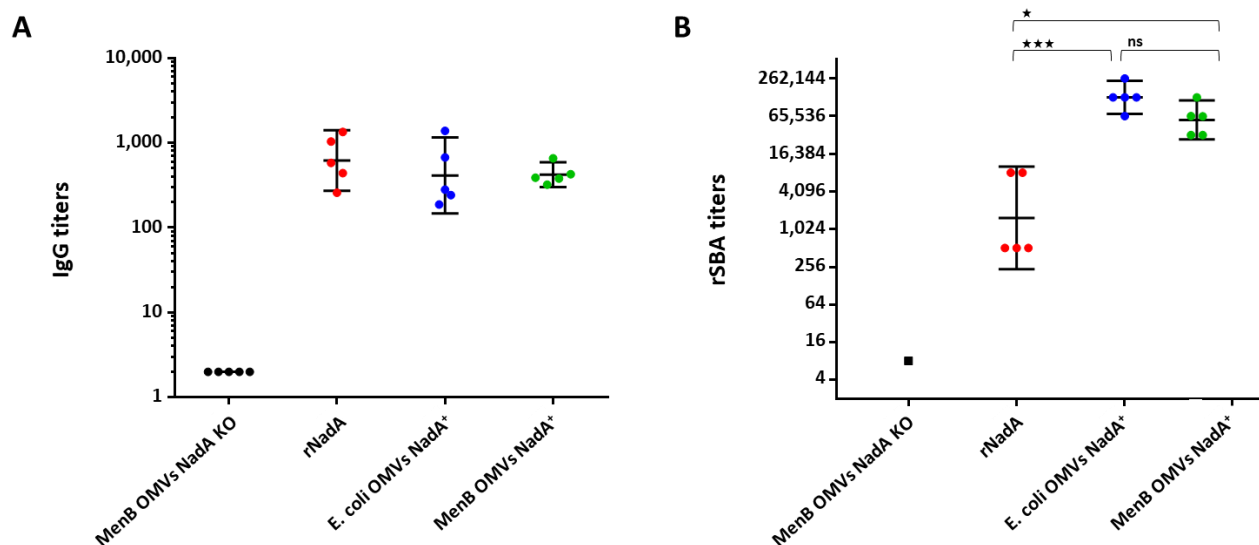 A
IgG titers
10,000
1,000
100
10
1
MenB OMVs NadA KO
rNadA
E. coli OMVs NadA⁺
MenB OMVs NadA⁺
B
★
★★★
ns
rSBA titers
262,144
65,536
16,384
4,096
1,024
256
64
16
4
MenB OMVs NadA KO
rNadA
E. coli OMVs NadA⁺
MenB OMVs NadA⁺